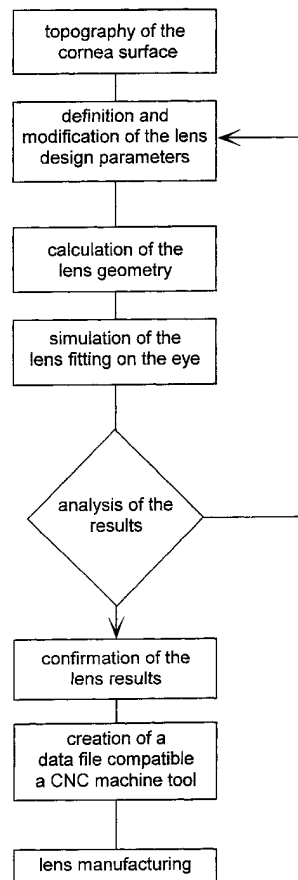 topography of the
cornea surface
definition and
modification of the lens
design parameters
calculation of the
lens geometry
simulation of the
lens fitting on the eye
analysis of the
results
confirmation of the
lens results
creation of a
data file compatible
a CNC machine tool
lens manufacturing